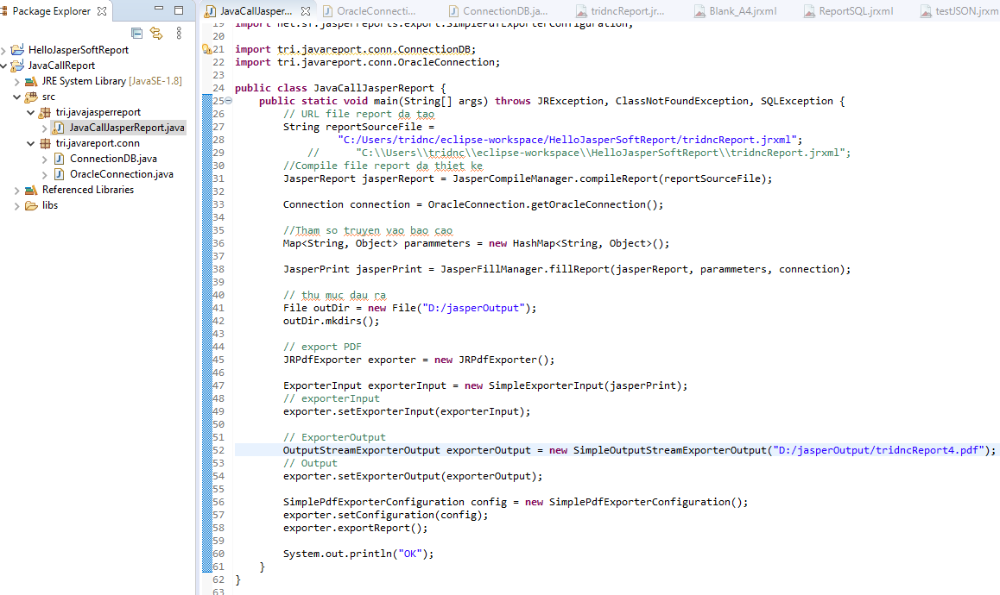 Package Explorer
HelloJasperSoftReport
JavaCallReport
JRE System Library [JavaSE-1.8]
src
tri.javajasperreport
JavaCallJasperReport.java
tri.javareport.conn
ConnectionDB.java
OracleConnection.java
Referenced Libraries
libs
JavaCallJasper... OracleConnecti... ConnectionDB.ja... tridncReport.jr... Blank_A4.jrxml ReportSQL.jrxml testJSON.jrxm
19 import net.sf.jasperreports.export.SimplePdfExporterConfiguration;
20
21 import tri.javareport.conn.ConnectionDB;
22 import tri.javareport.conn.OracleConnection;
23
24 public class JavaCallJasperReport {
25 public static void main(String[] args) throws JRException, ClassNotFoundException, SQLException {
26 // URL file report da tao
27 String reportSourceFile =
28 "C:/Users/tridnc/eclipse-workspace/HelloJasperSoftReport/tridncReport.jrxml";
29 // "C:\\Users\\tridnc\\eclipse-workspace\\HelloJasperSoftReport\\tridncReport.jrxml";
30 //Compile file report da thiet ke
31 JasperReport jasperReport = JasperCompileManager.compileReport(reportSourceFile);
32
33 Connection connection = OracleConnection.getOracleConnection();
34
35 //Tham so truyen vao bao cao
36 Map<String, Object> parammeters = new HashMap<String, Object>();
37
38 JasperPrint jasperPrint = JasperFillManager.fillReport(jasperReport, parammeters, connection);
39
40 // thu muc dau ra
41 File outDir = new File("D:/jasperOutput");
42 outDir.mkdirs();
43
44 // export PDF
45 JRPdfExporter exporter = new JRPdfExporter();
46
47 ExporterInput exporterInput = new SimpleExporterInput(jasperPrint);
48 // exporterInput
49 exporter.setExporterInput(exporterInput);
50
51 // ExporterOutput
52 OutputStreamExporterOutput exporterOutput = new SimpleOutputStreamExporterOutput("D:/jasperOutput/tridncReport4.pdf");
53 // Output
54 exporter.setExporterOutput(exporterOutput);
55
56 SimplePdfExporterConfiguration config = new SimplePdfExporterConfiguration();
57 exporter.setConfiguration(config);
58 exporter.exportReport();
59
60 System.out.println("OK");
61 }
62 }
63